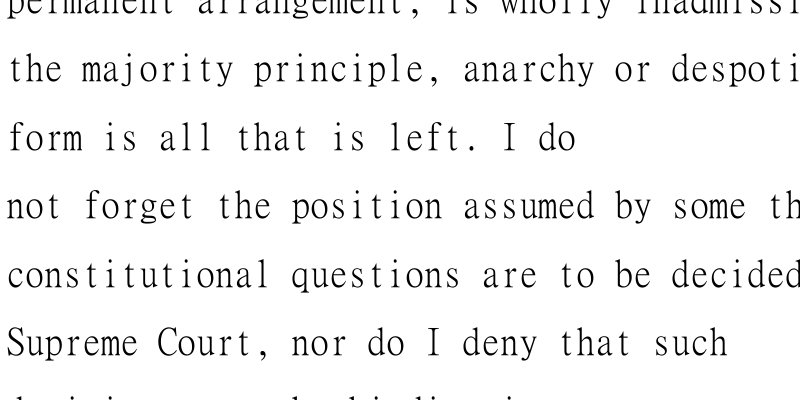 permanent arrangement, is wholly inadmissi
the majority principle, anarchy or despoti
form is all that is left. I do
not forget the position assumed by some th
constitutional questions are to be decided
Supreme Court, nor do I deny that such